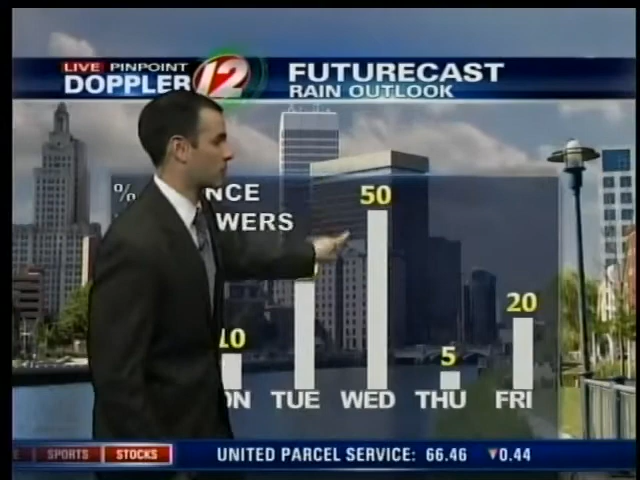 LIVE PINPOINT
DOPPLER 12
FUTURECAST
RAIN OUTLOOK
%
NCE
WERS
50
10
5
20
ON TUE WED THU FRI
SPORTS STOCKS UNITED PARCEL SERVICE: 66.46 ▼0.44